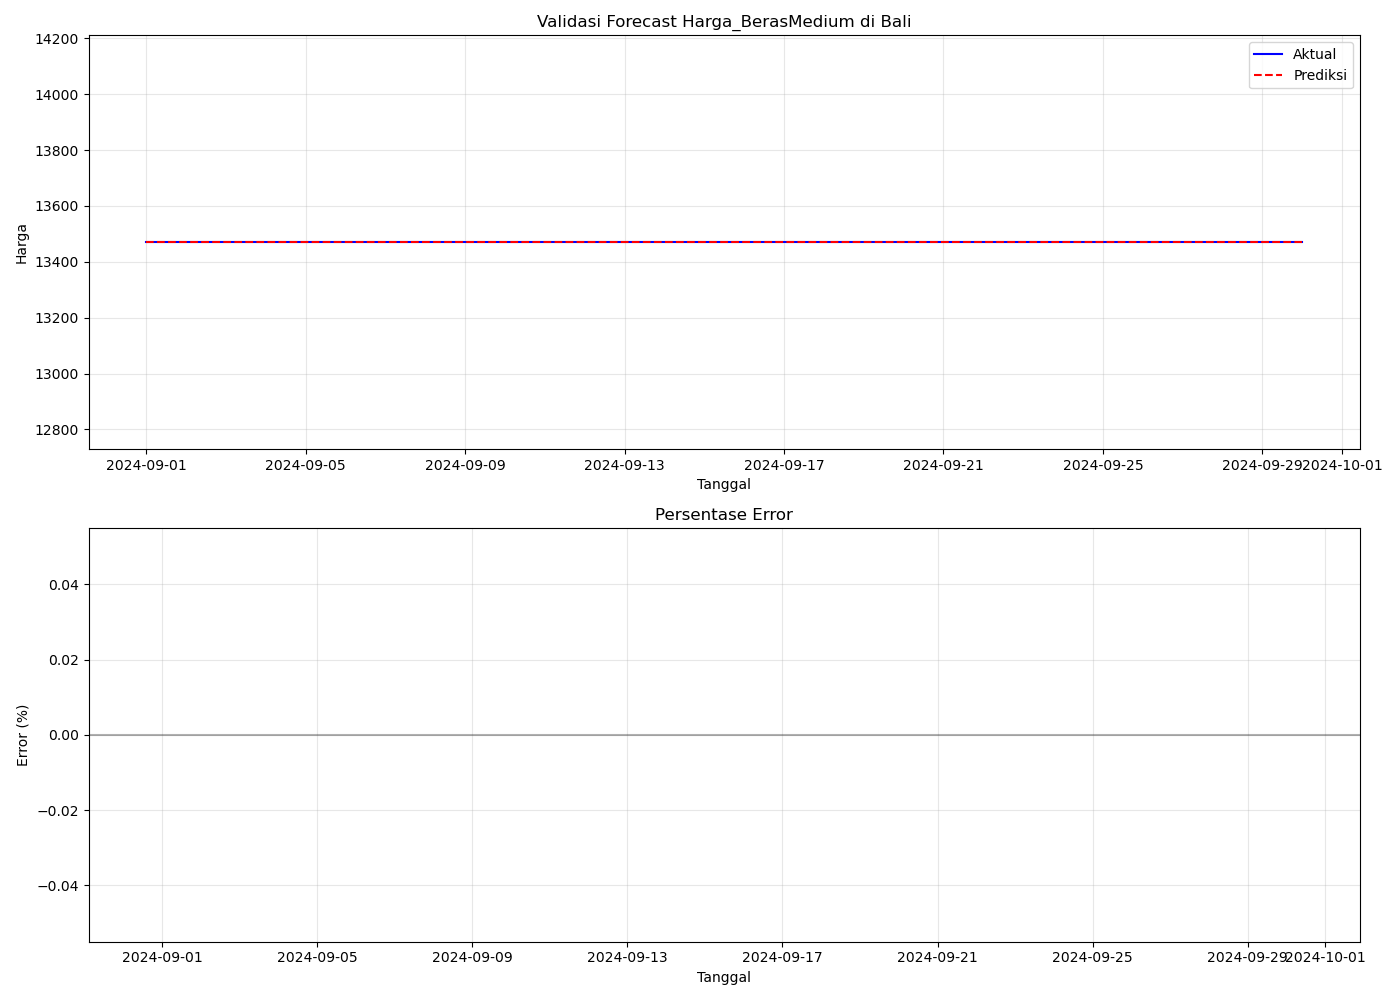 Validasi Forecast Harga_BerasMedium di Bali
14200
14000
13800
13600
13400
13200
13000
12800
Harga
Aktual
Prediksi
2024-09-01 2024-09-05 2024-09-09 2024-09-13 2024-09-17 2024-09-21 2024-09-25 2024-09-29 2024-10-01
Tanggal
Persentase Error
0.04
0.02
0.00
−0.02
−0.04
Error (%)
2024-09-01 2024-09-05 2024-09-09 2024-09-13 2024-09-17 2024-09-21 2024-09-25 2024-09-29 2024-10-01
Tanggal